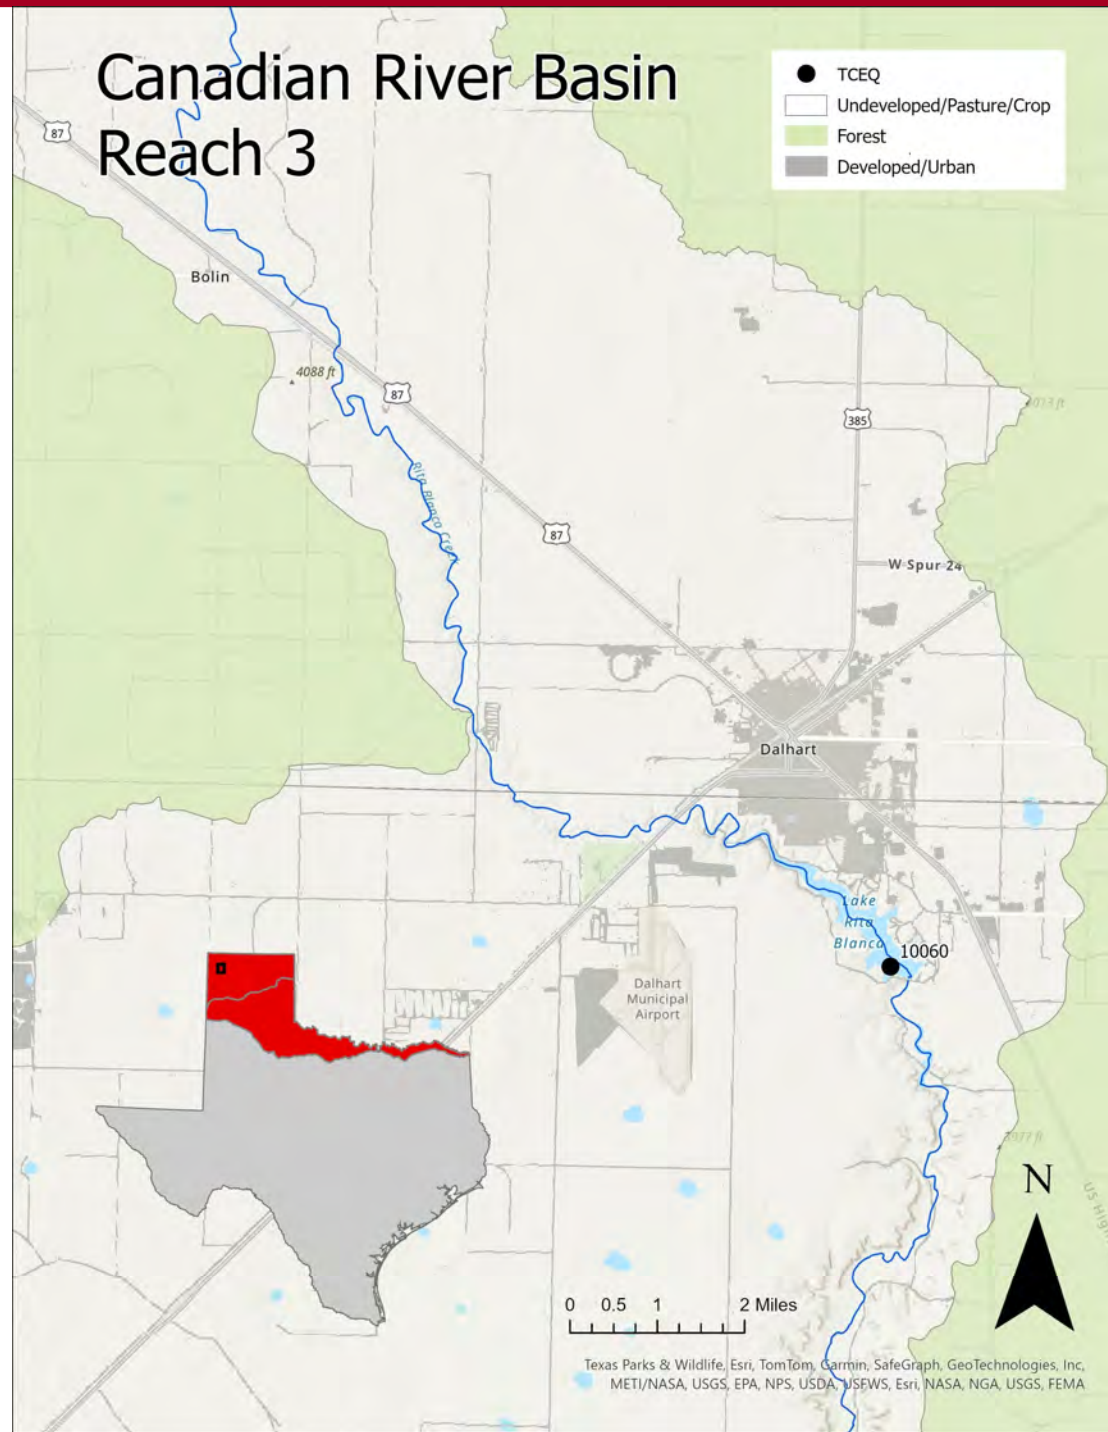 Canadian River Basin
Reach 3
TCEQ
Undeveloped/Pasture/Crop
Forest
Developed/Urban
87
Bolin
4088 ft
87
385
Rita Blanca Creek
87
W Spur 24
Dalhart
Lake
Rita
Blanca
10060
Dalhart
Municipal
Airport
N
0 0.5 1 2 Miles
Texas Parks & Wildlife, Esri, TomTom, Garmin, SafeGraph, GeoTechnologies, Inc,
METI/NASA, USGS, EPA, NPS, USDA, USFWS, Esri, NASA, NGA, USGS, FEMA